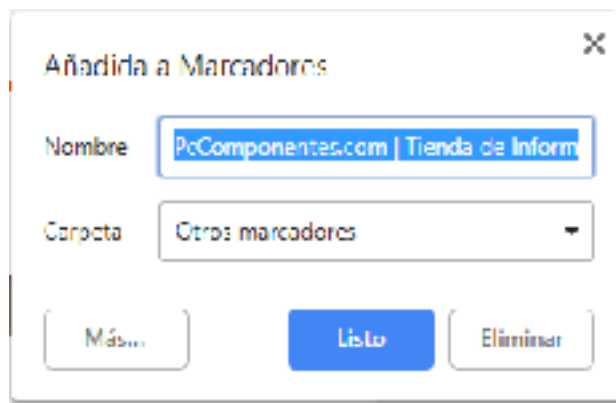 Añadida a Marcadores
Nombre PcComponentes.com | Tienda de Inform
Carpeta Otros marcadores
Más... Listo Eliminar